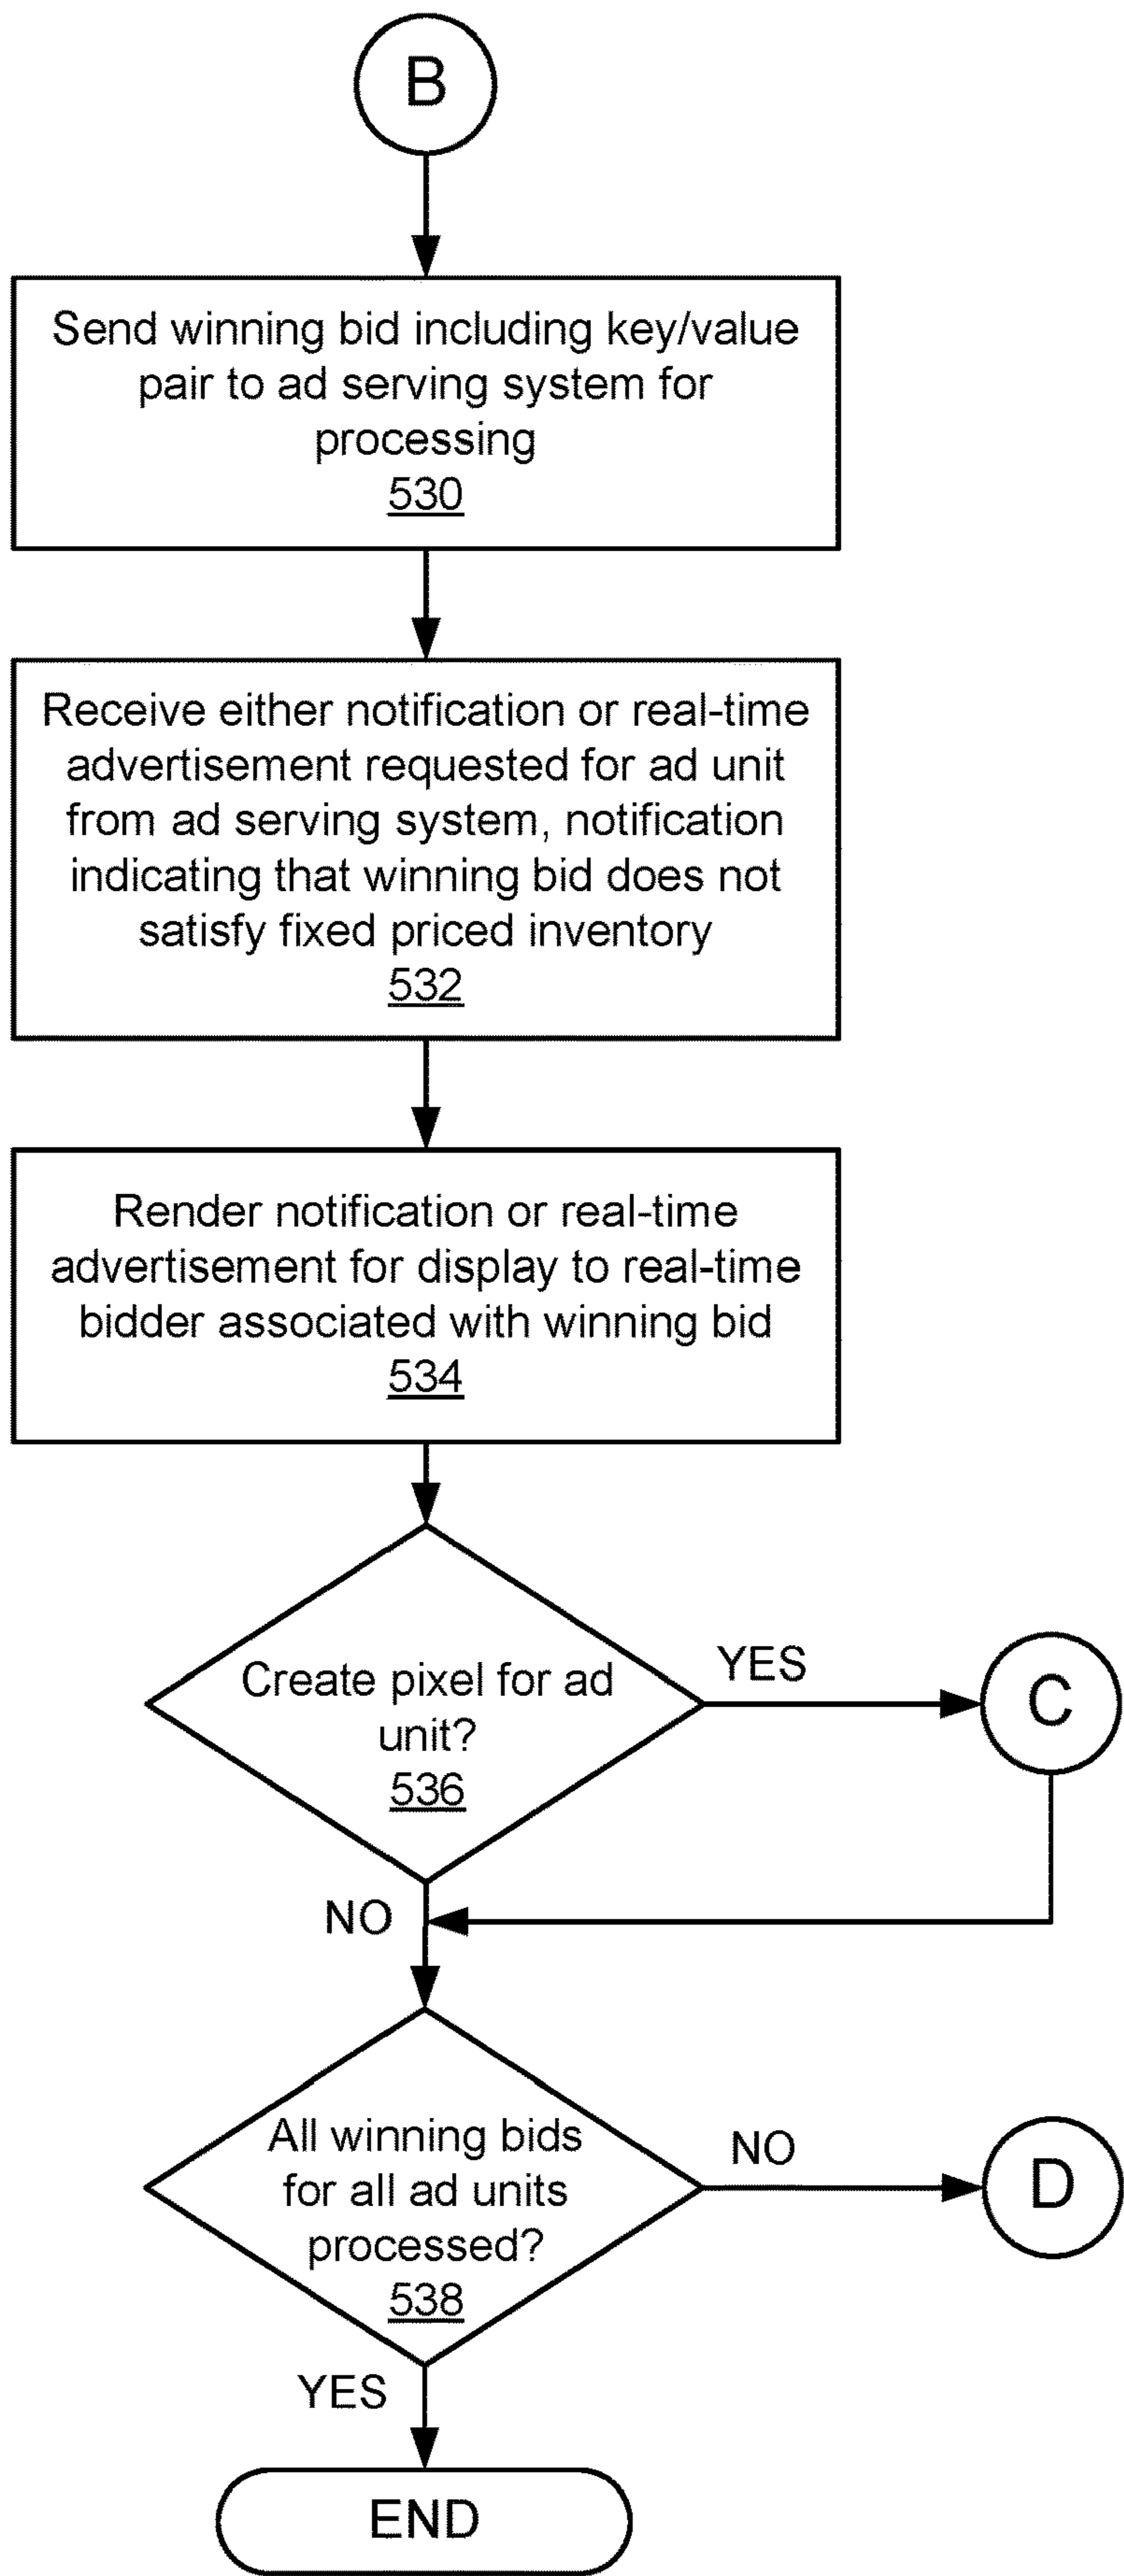 B
Send winning bid including key/value
pair to ad serving system for
processing
530
Receive either notification or real-time
advertisement requested for ad unit
from ad serving system, notification
indicating that winning bid does not
satisfy fixed priced inventory
532
Render notification or real-time
advertisement for display to real-time
bidder associated with winning bid
534
Create pixel for ad
unit?
536
YES
C
NO
All winning bids
for all ad units
processed?
538
NO
D
YES
END